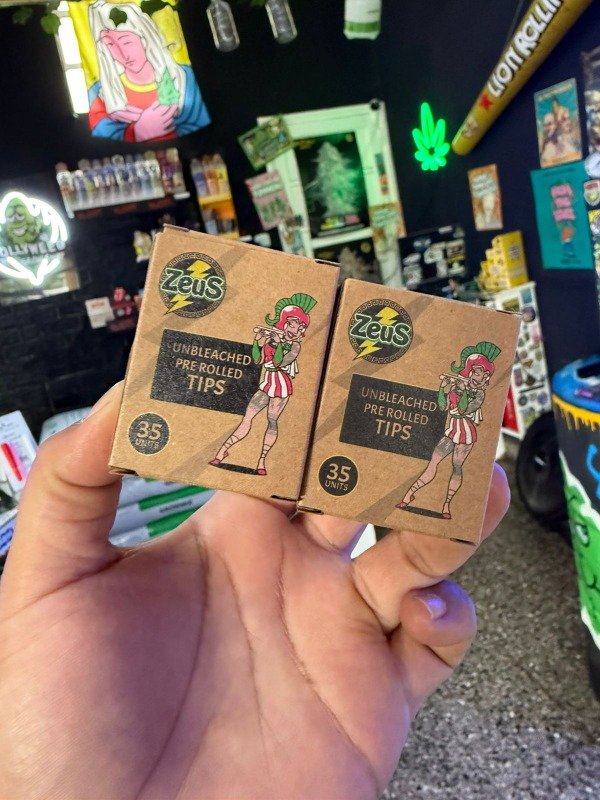 LION ROLLIN
ZEUS
UNBLEACHED
PRE ROLLED
TIPS
35
UNITS
ZEUS
UNBLEACHED
PRE ROLLED
TIPS
35
UNITS